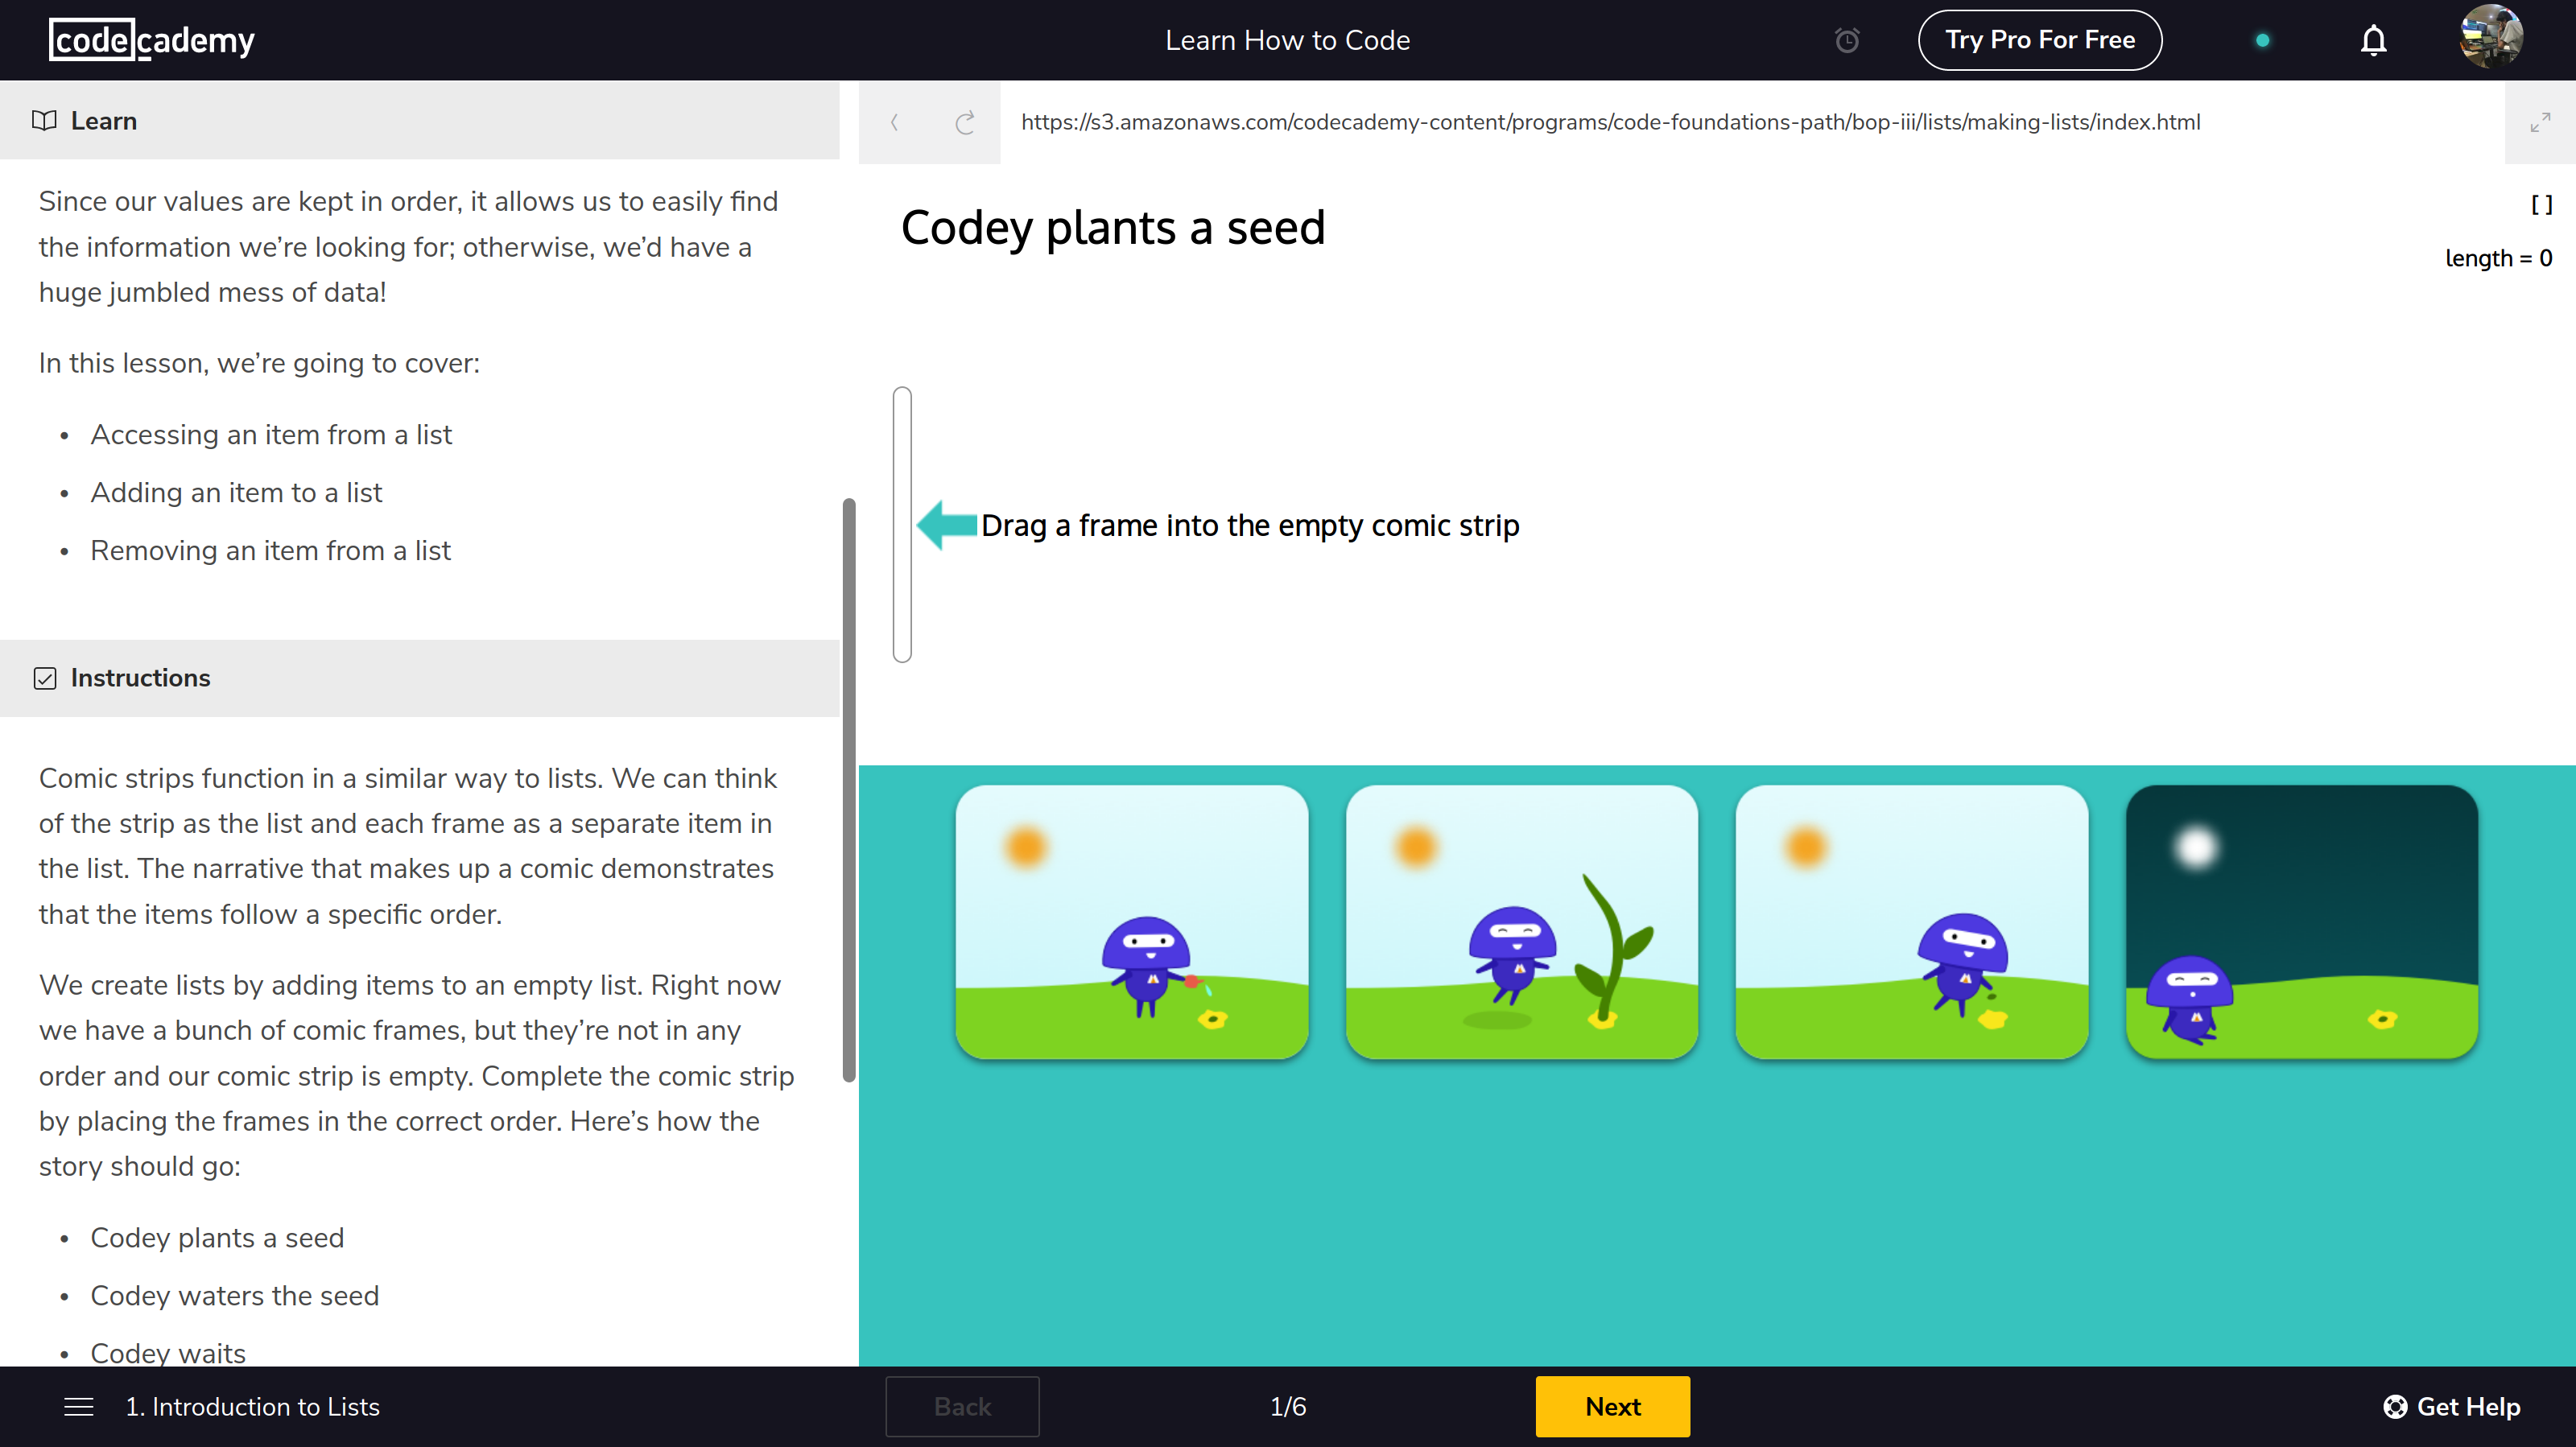 codecademy
Learn How to Code
Try Pro For Free
Learn
Since our values are kept in order, it allows us to easily find
the information we’re looking for; otherwise, we’d have a
huge jumbled mess of data!
In this lesson, we’re going to cover:
• Accessing an item from a list
• Adding an item to a list
• Removing an item from a list
Instructions
Comic strips function in a similar way to lists. We can think
of the strip as the list and each frame as a separate item in
the list. The narrative that makes up a comic demonstrates
that the items follow a specific order.
We create lists by adding items to an empty list. Right now
we have a bunch of comic frames, but they’re not in any
order and our comic strip is empty. Complete the comic strip
by placing the frames in the correct order. Here’s how the
story should go:
• Codey plants a seed
• Codey waters the seed
• Codey waits
https://s3.amazonaws.com/codecademy-content/programs/code-foundations-path/bop-iii/lists/making-lists/index.html
Codey plants a seed
[ ]
length = 0
Drag a frame into the empty comic strip
1. Introduction to Lists
Back
1/6
Next
Get Help